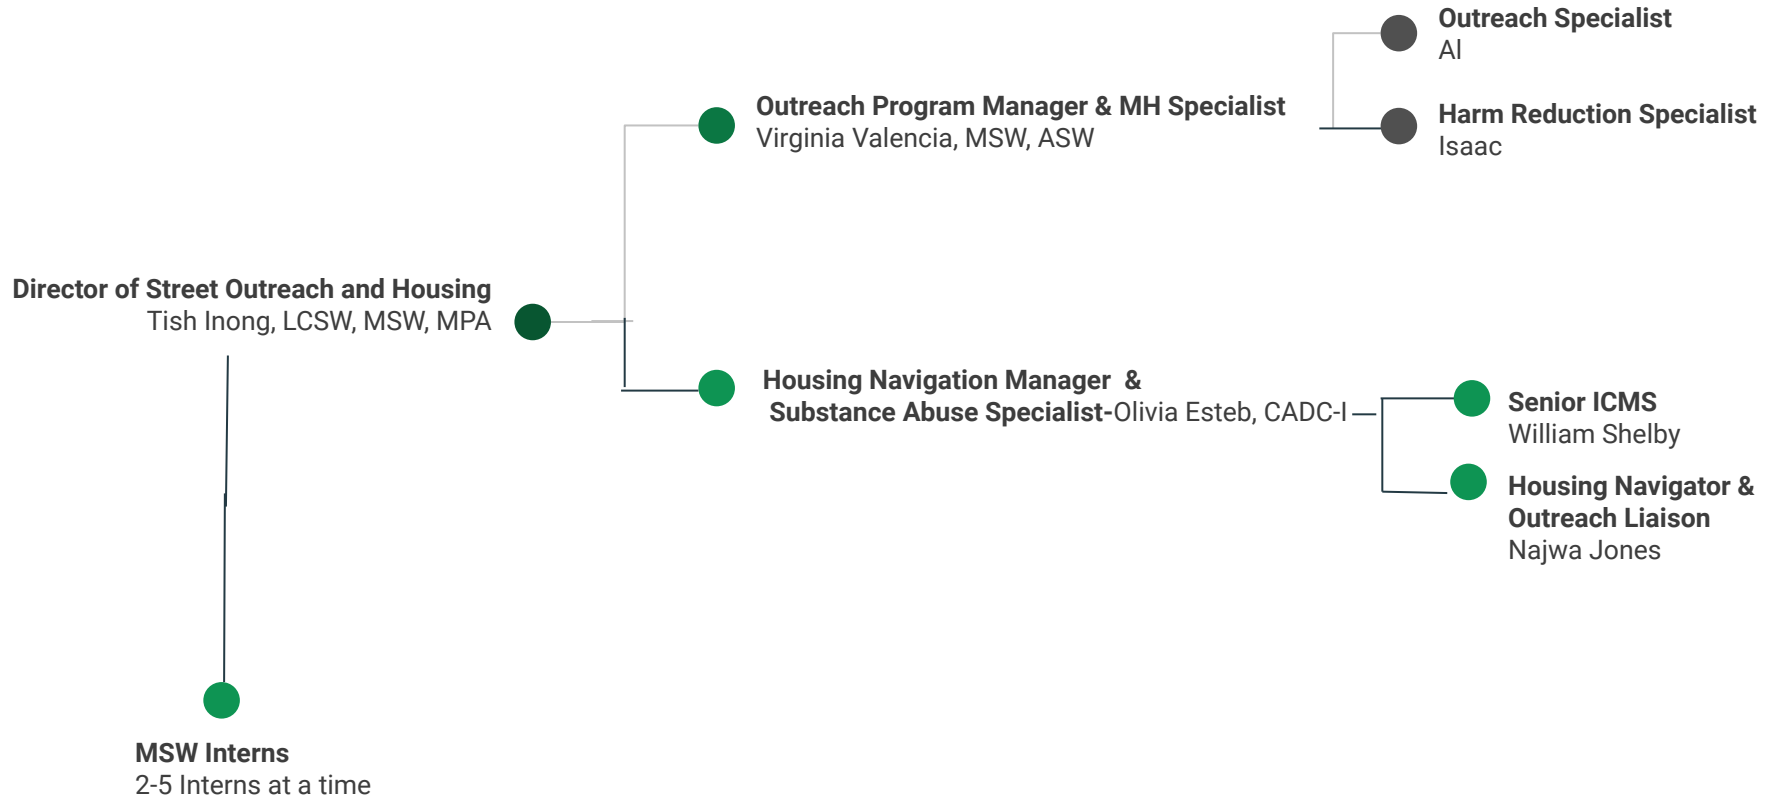 Outreach Specialist
Al
Outreach Program Manager & MH Specialist
Virginia Valencia, MSW, ASW
Harm Reduction Specialist
Isaac
Director of Street Outreach and Housing
Tish Inong, LCSW, MSW, MPA
Housing Navigation Manager &
Substance Abuse Specialist-Olivia Esteb, CADC-I
Senior ICMS
William Shelby
Housing Navigator &
Outreach Liaison
Najwa Jones
MSW Interns
2-5 Interns at a time